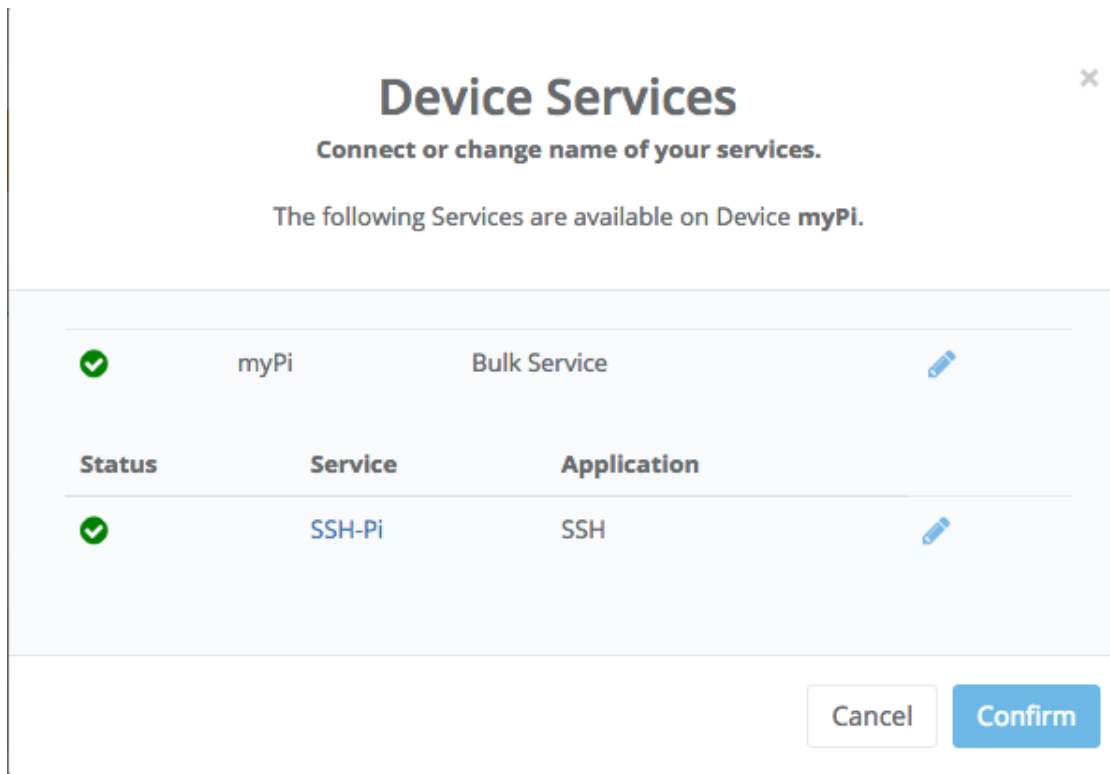 Device Services
Connect or change name of your services.
The following Services are available on Device myPi.
myPi Bulk Service
Status Service Application
SSH-Pi SSH
Cancel Confirm